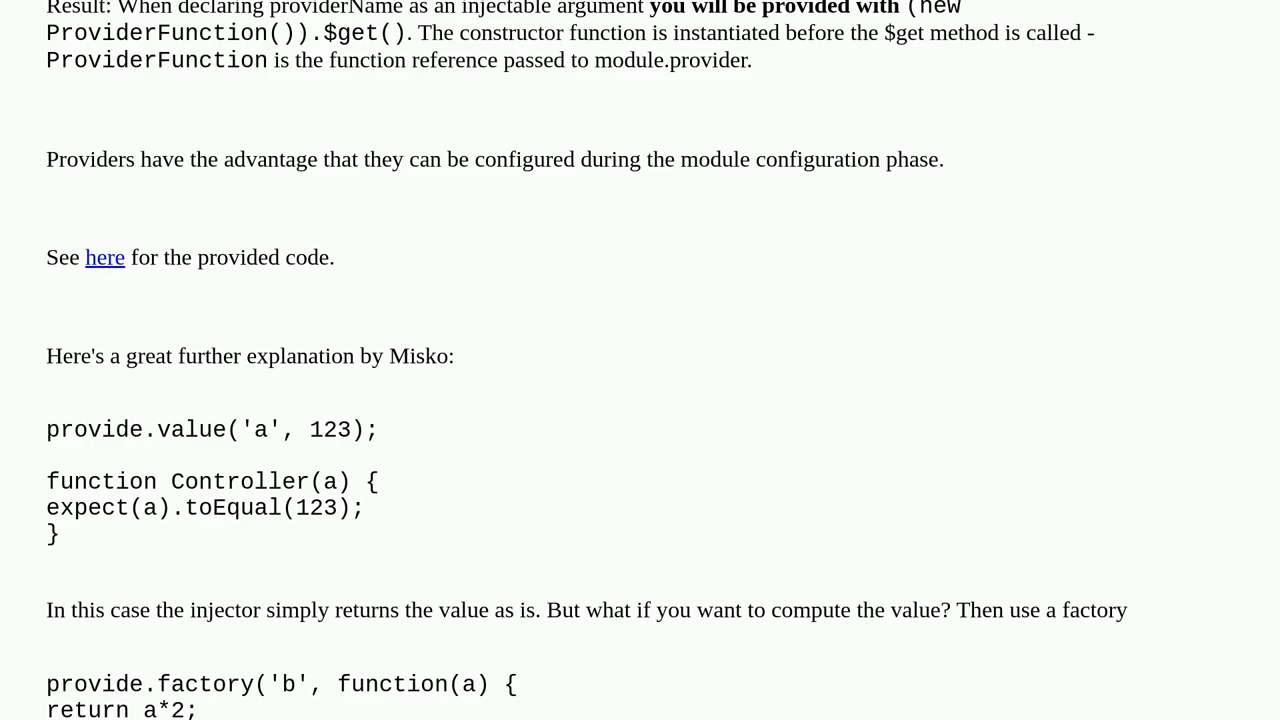 Result: When declaring providerName as an injectable argument you will be provided with (new
ProviderFunction()).$get(). The constructor function is instantiated before the $get method is called -
ProviderFunction is the function reference passed to module.provider.
Providers have the advantage that they can be configured during the module configuration phase.
See here for the provided code.
Here's a great further explanation by Misko:
provide.value('a', 123);
function Controller(a) {
expect(a).toEqual(123);
}
In this case the injector simply returns the value as is. But what if you want to compute the value? Then use a factory
provide.factory('b', function(a) {
return a*2;